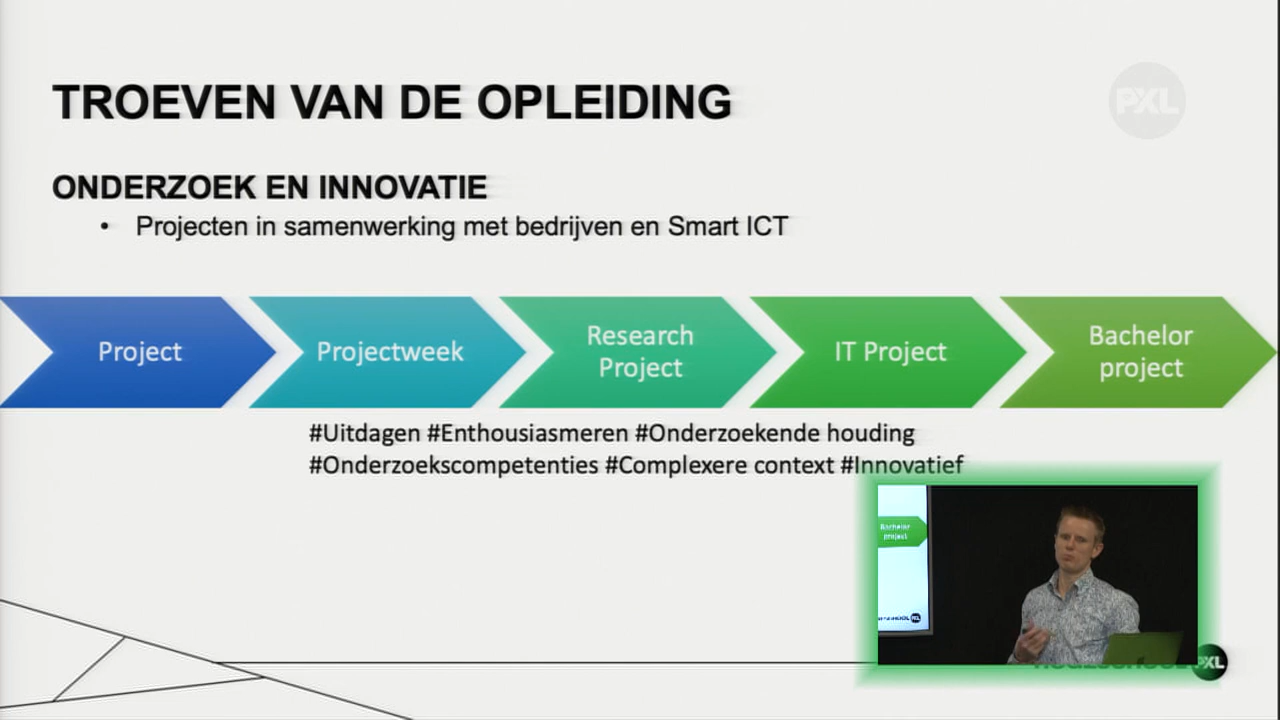 TROEVEN VAN DE OPLEIDING
PXL
ONDERZOEK EN INNOVATIE
• Projecten in samenwerking met bedrijven en Smart ICT
Project
Projectweek
Research
Project
IT Project
Bachelor
project
#Uitdagen #Enthousiasmeren #Onderzoekende houding
#Onderzoekscompetenties #Complexere context #Innovatief
Bachelor
project
PXL
PXL